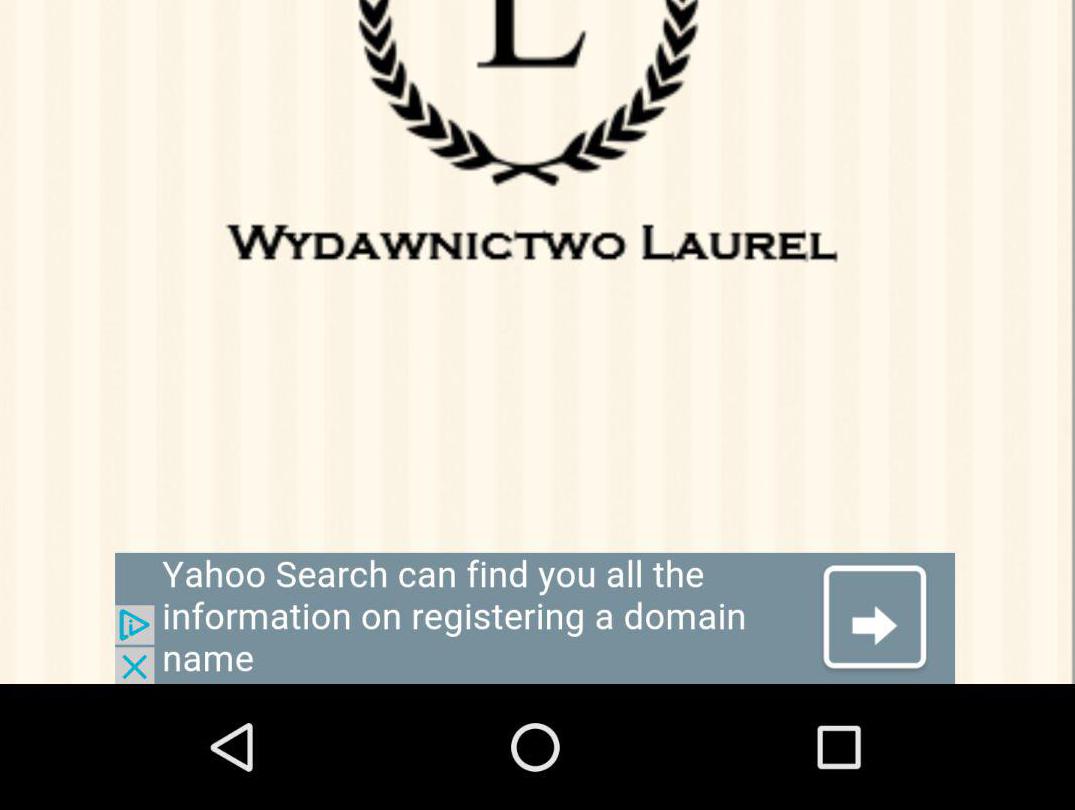 L
WYDAWNICTWO LAUREL
Yahoo Search can find you all the
information on registering a domain
name